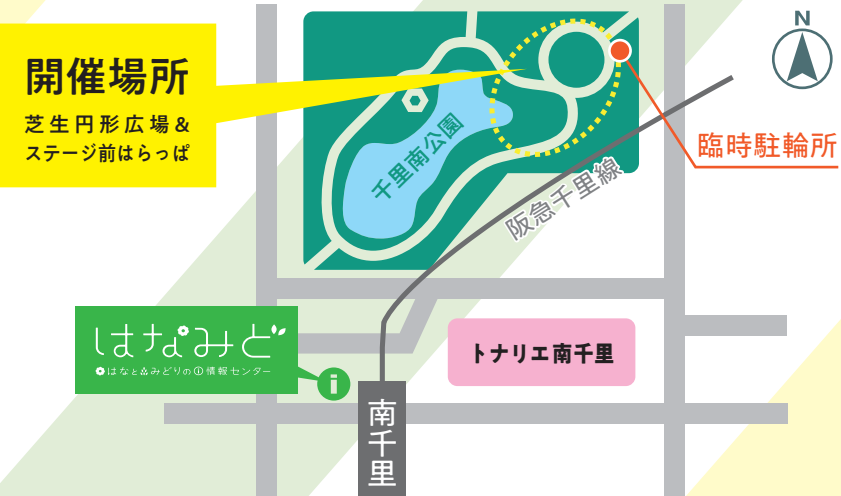 開催場所
芝生円形広場&
ステージ前はらっぱ
N
臨時駐輪所
千里南公園
阪急千里線
はなみど
はなとみどりの情報センター
i
トナリエ南千里
南千里